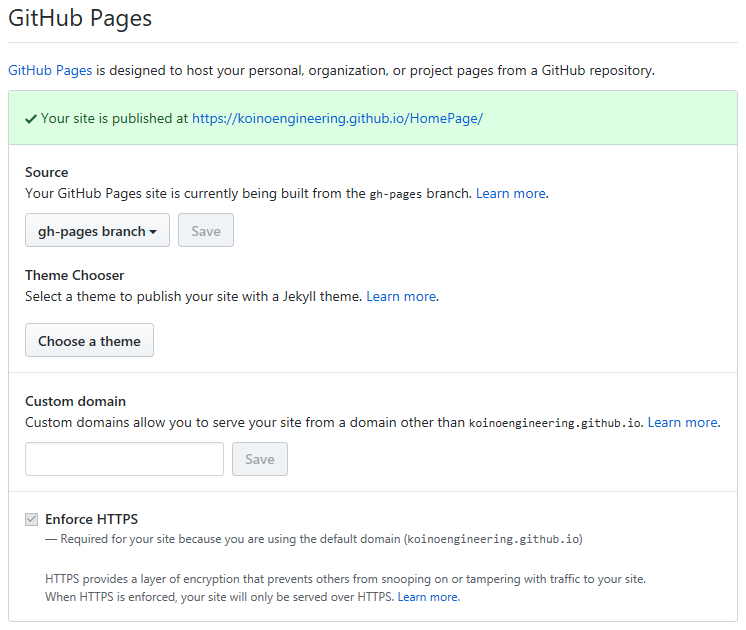 GitHub Pages
GitHub Pages is designed to host your personal, organization, or project pages from a GitHub repository.
Your site is published at https://koinoengineering.github.io/HomePage/
Source
Your GitHub Pages site is currently being built from the gh-pages branch. Learn more.
gh-pages branch Save
Theme Chooser
Select a theme to publish your site with a Jekyll theme. Learn more.
Choose a theme
Custom domain
Custom domains allow you to serve your site from a domain other than koinoengineering.github.io. Learn more.
Save
Enforce HTTPS
— Required for your site because you are using the default domain (koinoengineering.github.io)
HTTPS provides a layer of encryption that prevents others from snooping on or tampering with traffic to your site.
When HTTPS is enforced, your site will only be served over HTTPS. Learn more.